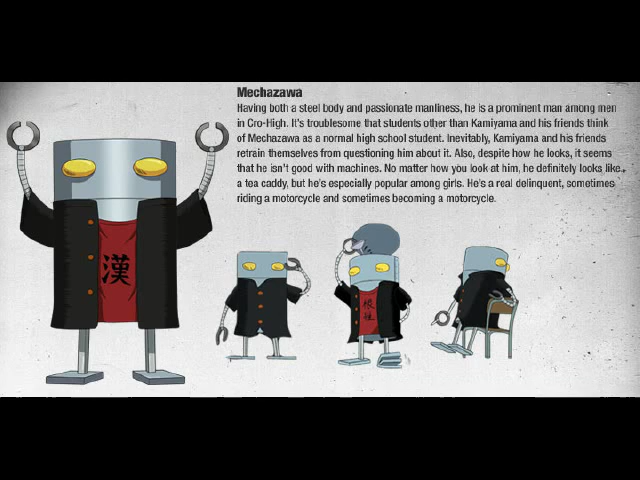 Mechazawa
Having both a steel body and passionate manliness, he is a prominent man among men
in Cro-High. It's troublesome that students other than Kamiyama and his friends think
of Mechazawa as a normal high school student. Inevitably, Kamiyama and his friends
retrain themselves from questioning him about it. Also, despite how he looks, it seems
that he isn't good with machines. No matter how you look at him, he definitely looks like
a tea caddy, but he's especially popular among girls. He's a real delinquent, sometimes
riding a motorcycle and sometimes becoming a motorcycle.
漢
根性